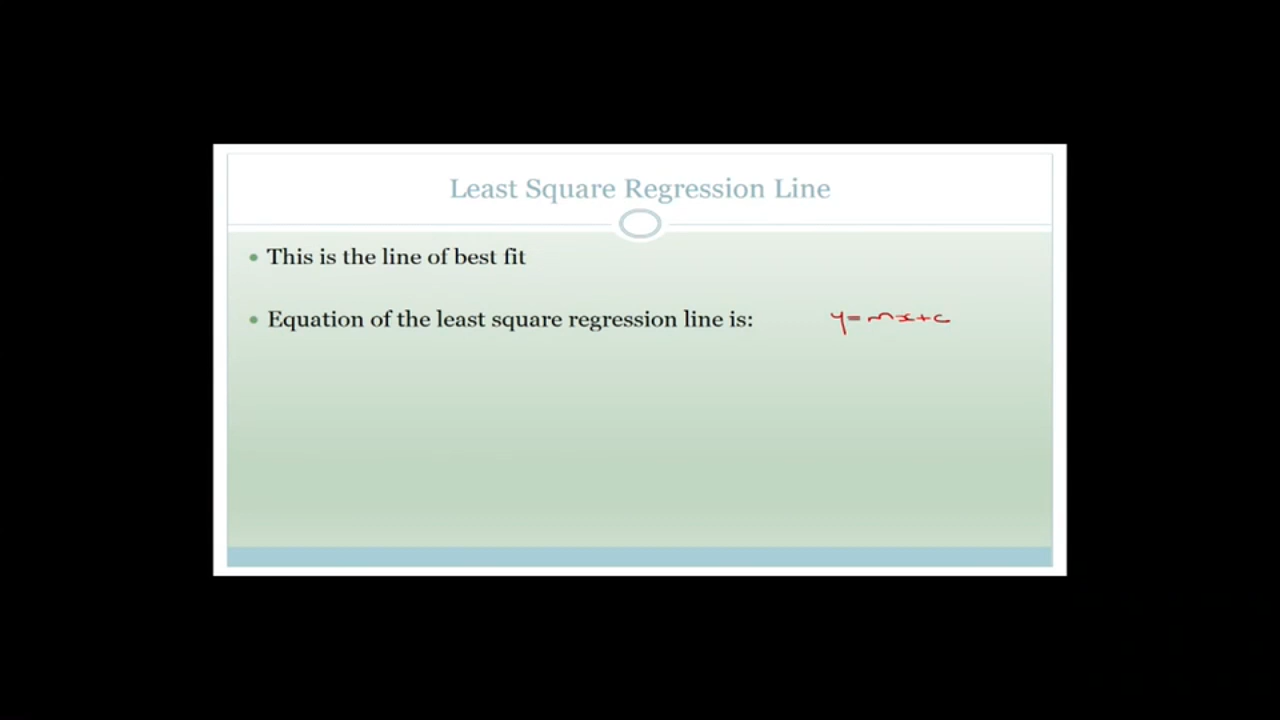 Least Square Regression Line
• This is the line of best fit
• Equation of the least square regression line is: y=mx+c